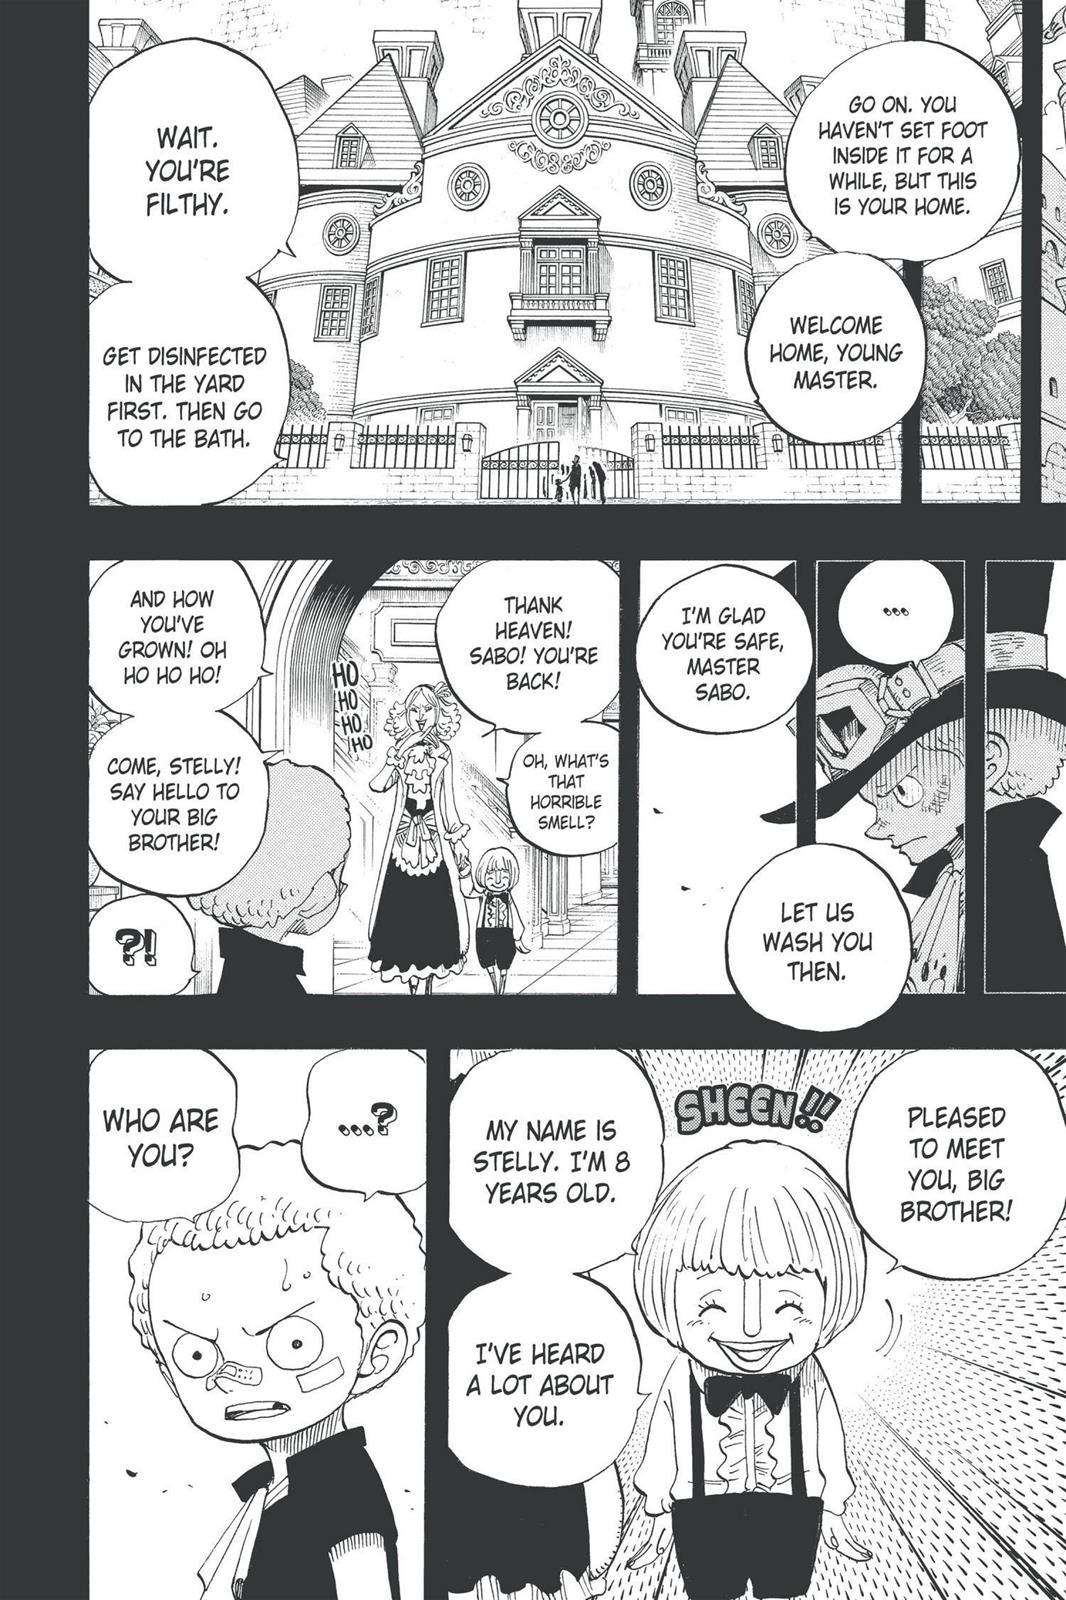 GO ON. YOU
HAVEN'T SET FOOT
INSIDE IT FOR A
WHILE, BUT THIS
IS YOUR HOME.
WELCOME
HOME, YOUNG
MASTER.
WAIT.
YOU'RE
FILTHY.
GET DISINFECTED
IN THE YARD
FIRST. THEN GO
TO THE BATH.
...
I'M GLAD
YOU'RE SAFE,
MASTER
SABO.
LET US
WASH YOU
THEN.
THANK
HEAVEN!
SABO! YOU'RE
BACK!
OH, WHAT'S
THAT
HORRIBLE
SMELL?
HO
HO
HO
HO
AND HOW
YOU'VE
GROWN! OH
HO HO HO!
COME, STELLY!
SAY HELLO TO
YOUR BIG
BROTHER!
?!
PLEASED
TO MEET
YOU, BIG
BROTHER!
SHEEN!!
MY NAME IS
STELLY. I'M 8
YEARS OLD.
I'VE HEARD
A LOT ABOUT
YOU.
...?
WHO ARE
YOU?